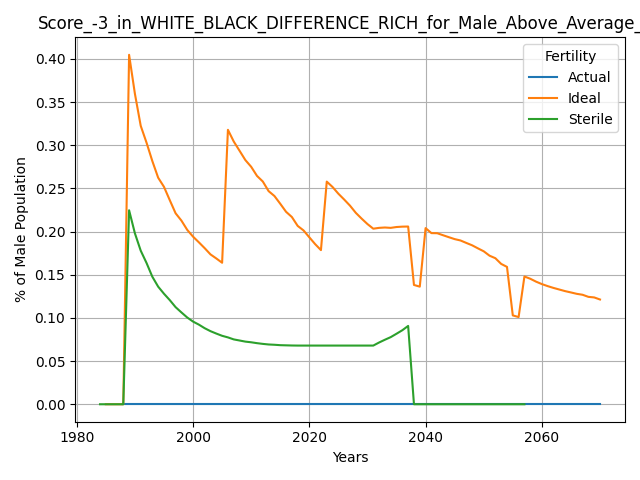 Score_-3_in_WHITE_BLACK_DIFFERENCE_RICH_for_Male_Above_Average_
Fertility
Actual
Ideal
Sterile
% of Male Population
0.40
0.35
0.30
0.25
0.20
0.15
0.10
0.05
0.00
1980 2000 2020 2040 2060
Years